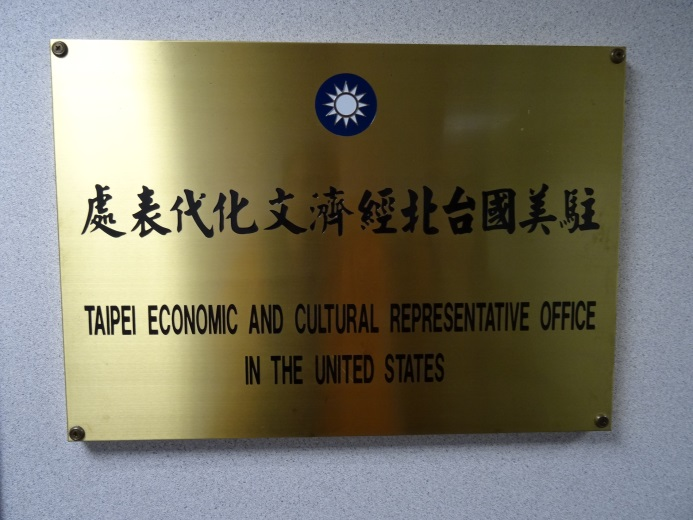 駐美國台北經濟文化代表處
TAIPEI ECONOMIC AND CULTURAL REPRESENTATIVE OFFICE
IN THE UNITED STATES